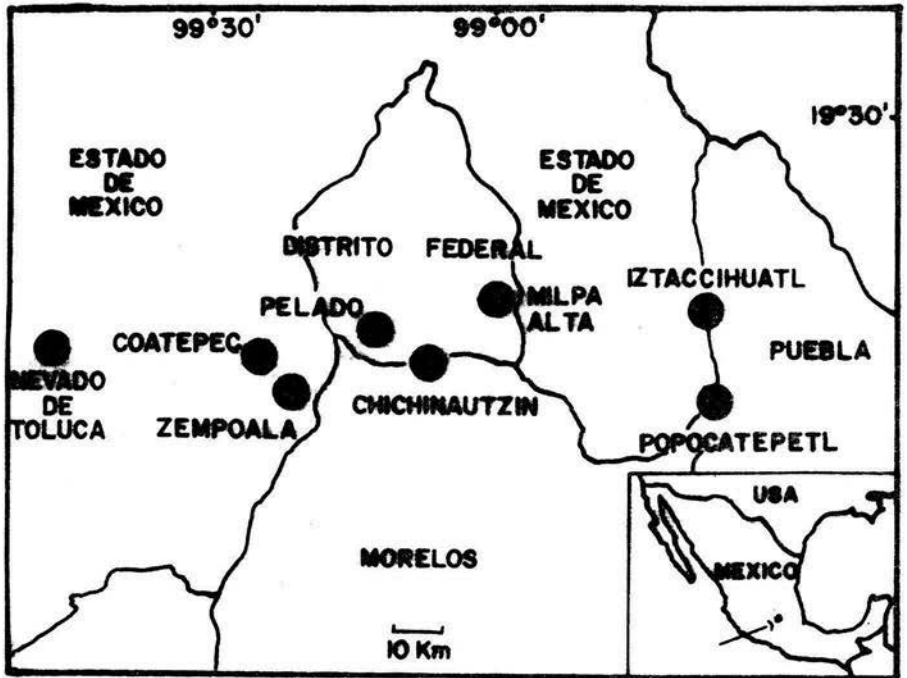 99°30'
99°00'
19°30'
ESTADO
DE
MEXICO
ESTADO
DE
MEXICO
DISTRITO FEDERAL
IZTACCIHUATL
PELADO
MILPA
ALTA
COATEPEC
PUEBLA
NEVADO
DE
TOLUCA
ZEMPOALA
CHICHINAUTZIN
POPOCATEPETL
USA
MEXICO
MORELOS
10 Km